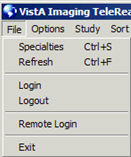 VistA Imaging TeleRea
File Options Study Sort
Specialties Ctrl+S
Refresh Ctrl+F
Login
Logout
Remote Login
Exit